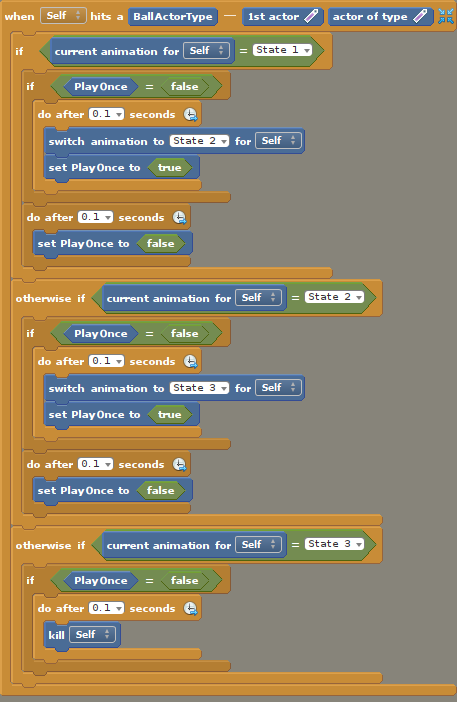 when Self hits a BallActorType — 1st actor actor of type
if current animation for Self = State 1
if PlayOnce = false
do after 0.1 seconds
switch animation to State 2 for Self
set PlayOnce to true
do after 0.1 seconds
set PlayOnce to false
otherwise if current animation for Self = State 2
if PlayOnce = false
do after 0.1 seconds
switch animation to State 3 for Self
set PlayOnce to true
do after 0.1 seconds
set PlayOnce to false
otherwise if current animation for Self = State 3
if PlayOnce = false
do after 0.1 seconds
kill Self